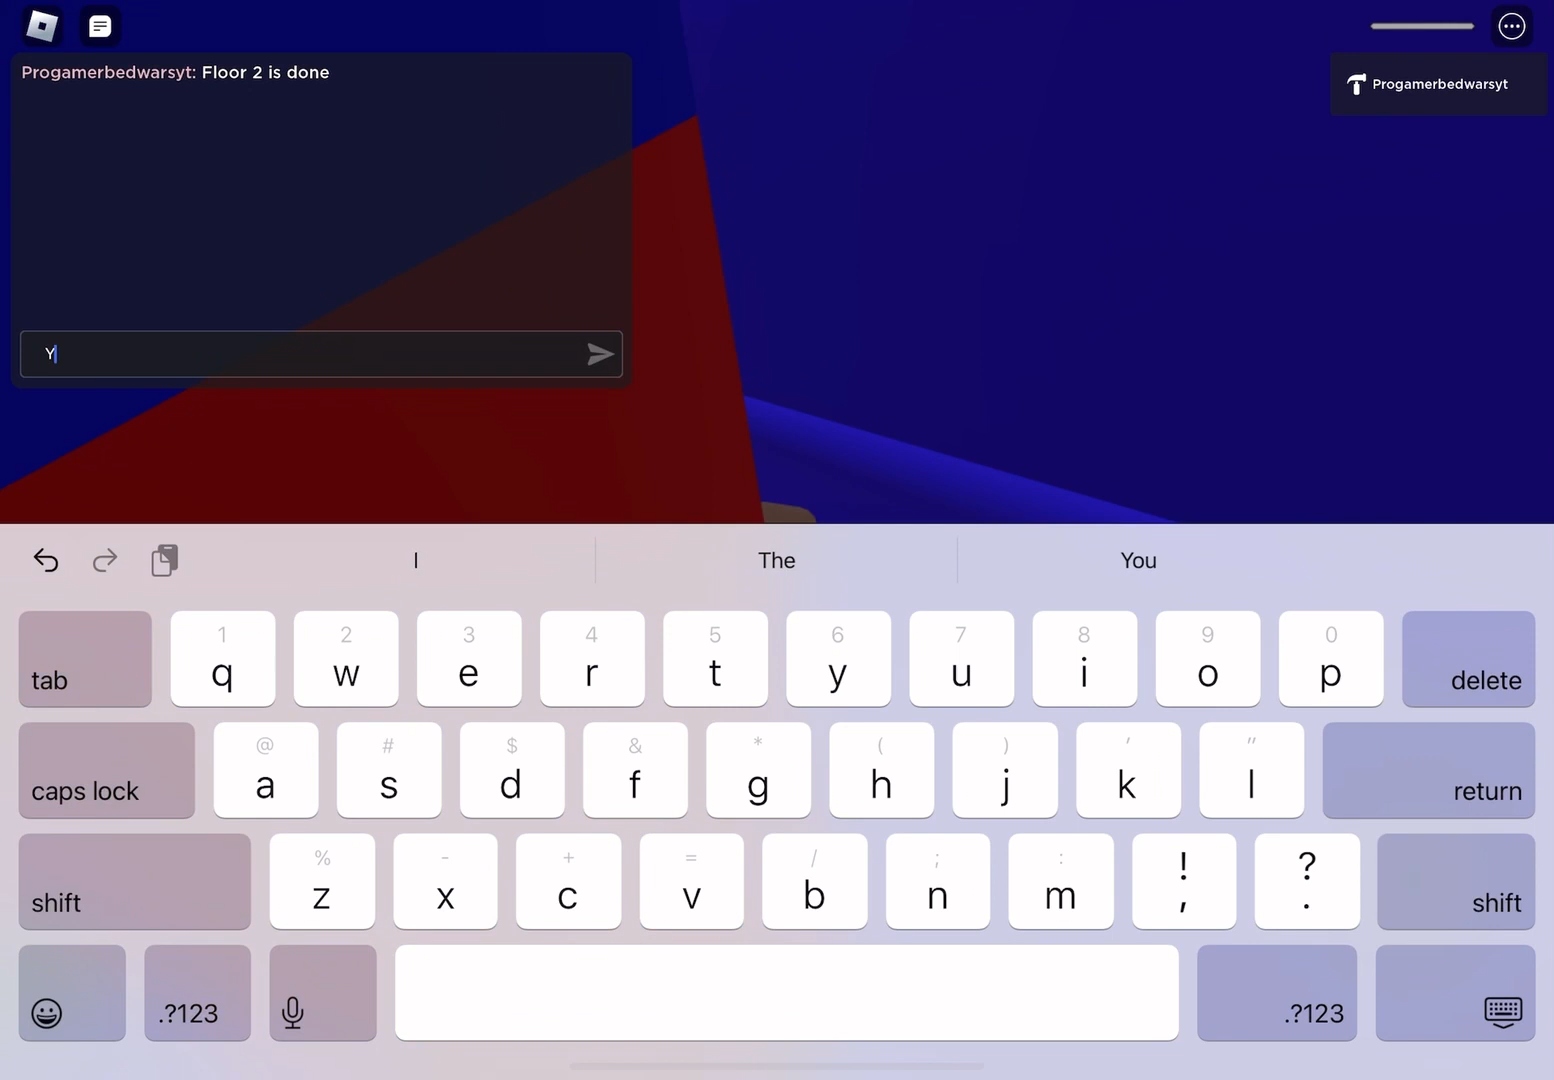 Progamerbedwarsyt: Floor 2 is done
Progamerbedwarsyt
Y
I The You
tab 1 q 2 w 3 e 4 r 5 t 6 y 7 u 8 i 9 o 0 p delete
caps lock @ a # s $ d & f * g ( h ) j ' k " l return
shift % z - x + c = v / b ; n : m ! , ? . shift
.?123 .?123